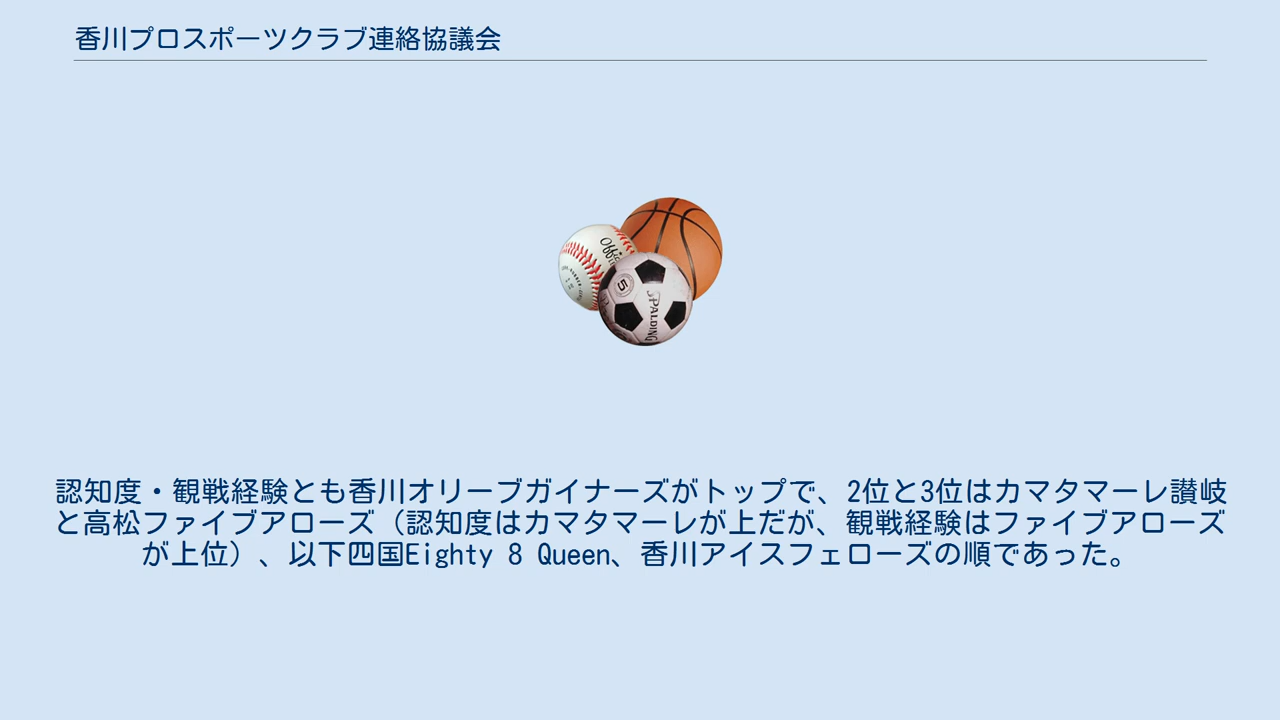 香川プロスポーツクラブ連絡協議会
Offic
5
SPALDING
認知度・観戦経験とも香川オリーブガイナーズがトップで、2位と3位はカマタマーレ讃岐
と高松ファイブアローズ（認知度はカマタマーレが上だが、観戦経験はファイブアローズ
が上位）、以下四国Eighty 8 Queen、香川アイスフェローズの順であった。